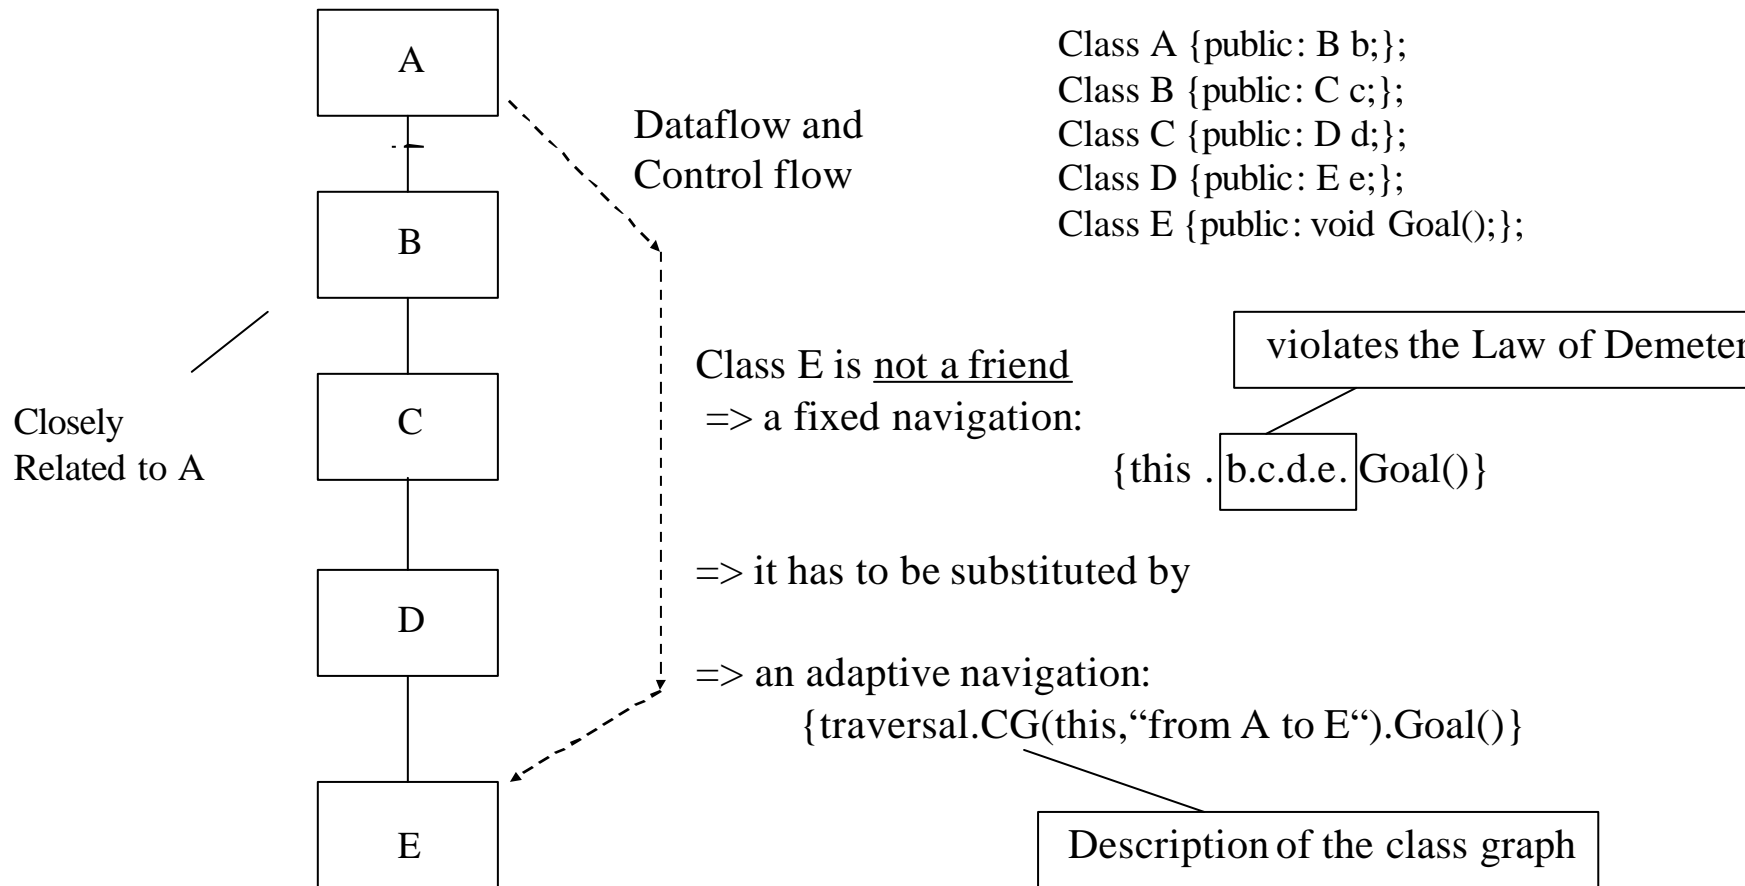 A
B
C
D
E
Closely
Related to A
Dataflow and
Control flow
Class A {public: B b;};
Class B {public: C c;};
Class C {public: D d;};
Class D {public: E e;};
Class E {public: void Goal();};
Class E is not a friend
=> a fixed navigation:
violates the Law of Demeter
{this . b.c.d.e. Goal()}
=> it has to be substituted by
=> an adaptive navigation:
{traversal.CG(this,“from A to E“).Goal()}
Description of the class graph